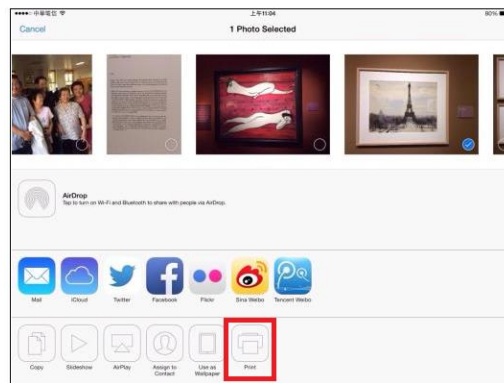 中華電信
上午11:04
80%
Cancel
1 Photo Selected
AirDrop
Tap to turn on Wi-Fi and Bluetooth to share with people via AirDrop.
Mail
iCloud
Twitter
Facebook
Flickr
Sina Weibo
Tencent Weibo
Copy
Slideshow
AirPlay
Assign to
Contact
Use as
Wallpaper
Print